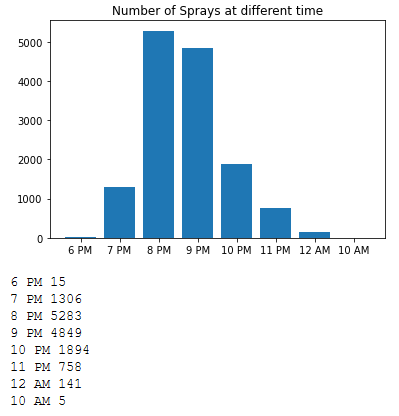 Number of Sprays at different time
5000
4000
3000
2000
1000
0
6 PM 7 PM 8 PM 9 PM 10 PM 11 PM 12 AM 10 AM
6 PM 15
7 PM 1306
8 PM 5283
9 PM 4849
10 PM 1894
11 PM 758
12 AM 141
10 AM 5